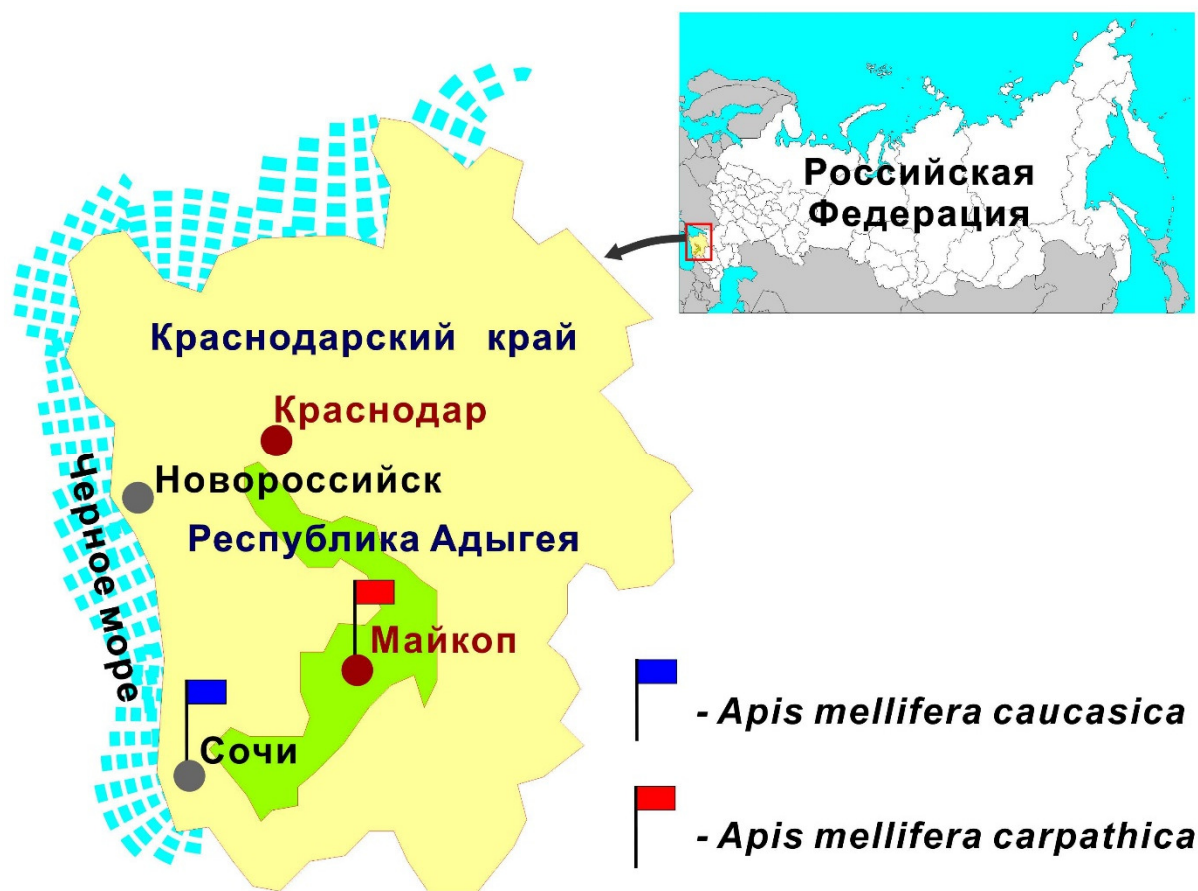 Российская
Федерация
Краснодарский край
Краснодар
Новороссийск
Республика Адыгея
Черное море
Майкоп
Сочи
- Apis mellifera caucasica
- Apis mellifera carpathica